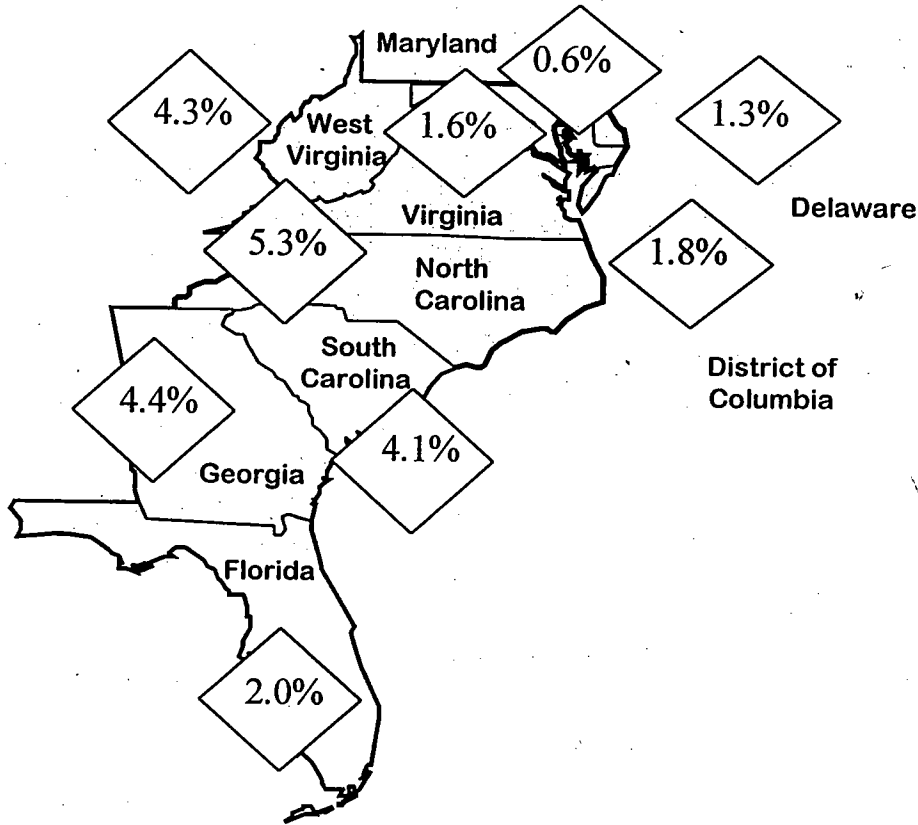 Maryland
0.6%
4.3%
West
Virginia
1.6%
1.3%
Delaware
Virginia
5.3%
1.8%
North
Carolina
South
Carolina
District of
Columbia
4.4%
4.1%
Georgia
Florida
2.0%